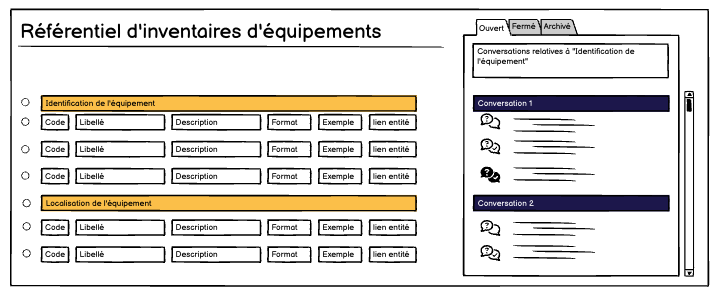 Référentiel d'inventaires d'équipements
Identification de l'équipement
Code Libellé Description Format Exemple lien entité
Code Libellé Description Format Exemple lien entité
Code Libellé Description Format Exemple lien entité
Localisation de l'équipement
Code Libellé Description Format Exemple lien entité
Code Libellé Description Format Exemple lien entité
Ouvert Fermé Archivé
Conversations relatives à "Identification de
l'équipement"
Conversation 1
Conversation 2